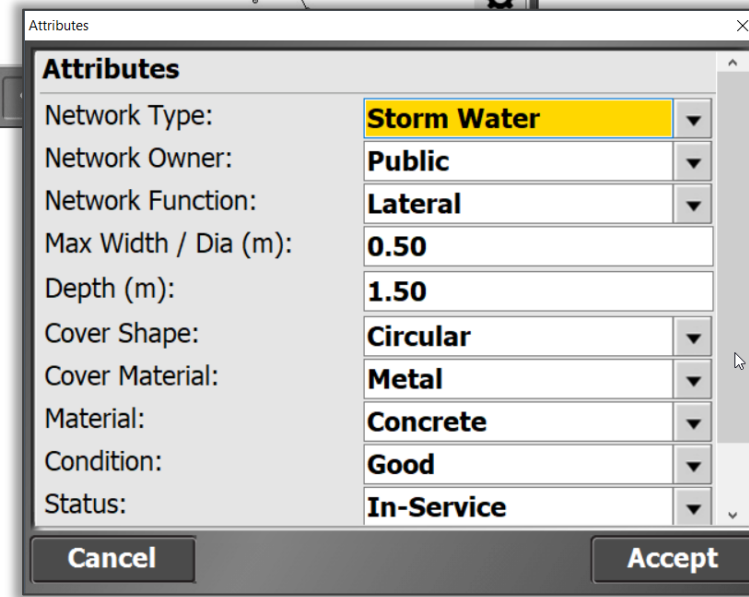 Attributes
Attributes
Network Type: Storm Water
Network Owner: Public
Network Function: Lateral
Max Width / Dia (m): 0.50
Depth (m): 1.50
Cover Shape: Circular
Cover Material: Metal
Material: Concrete
Condition: Good
Status: In-Service
Cancel Accept